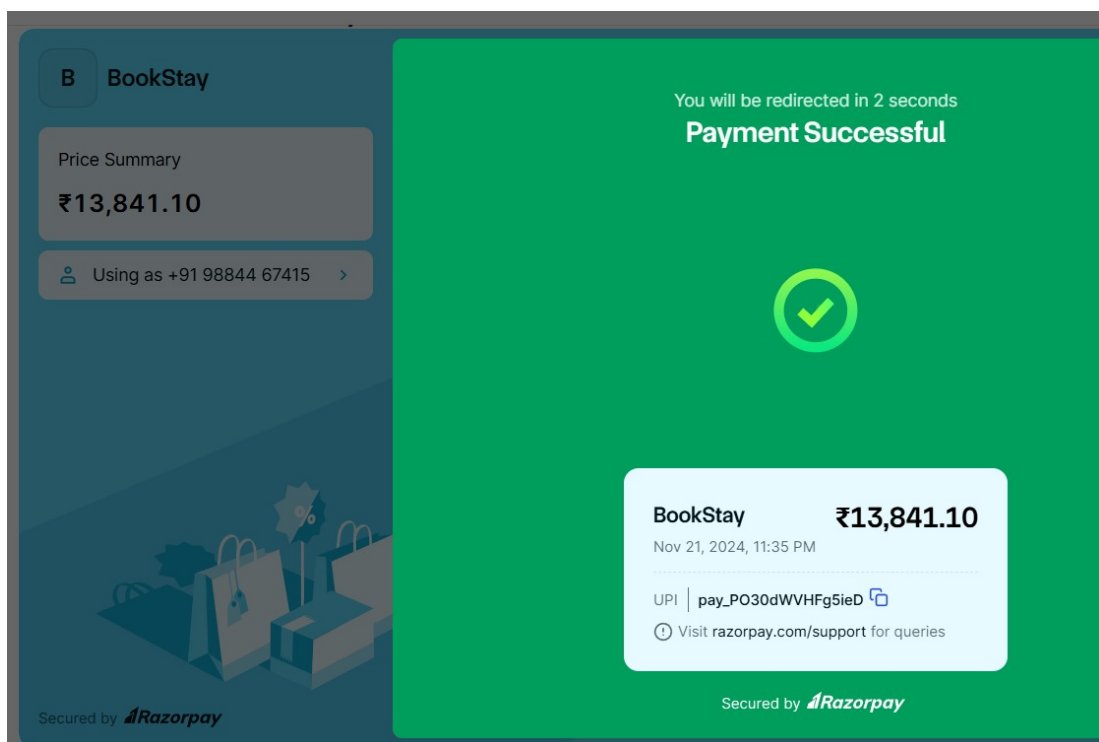 B BookStay
Price Summary
₹13,841.10
Using as +91 98844 67415
%
Secured by Razorpay
You will be redirected in 2 seconds
Payment Successful
BookStay ₹13,841.10
Nov 21, 2024, 11:35 PM
UPI | pay_PO30dWVHFg5ieD
Visit razorpay.com/support for queries
Secured by Razorpay